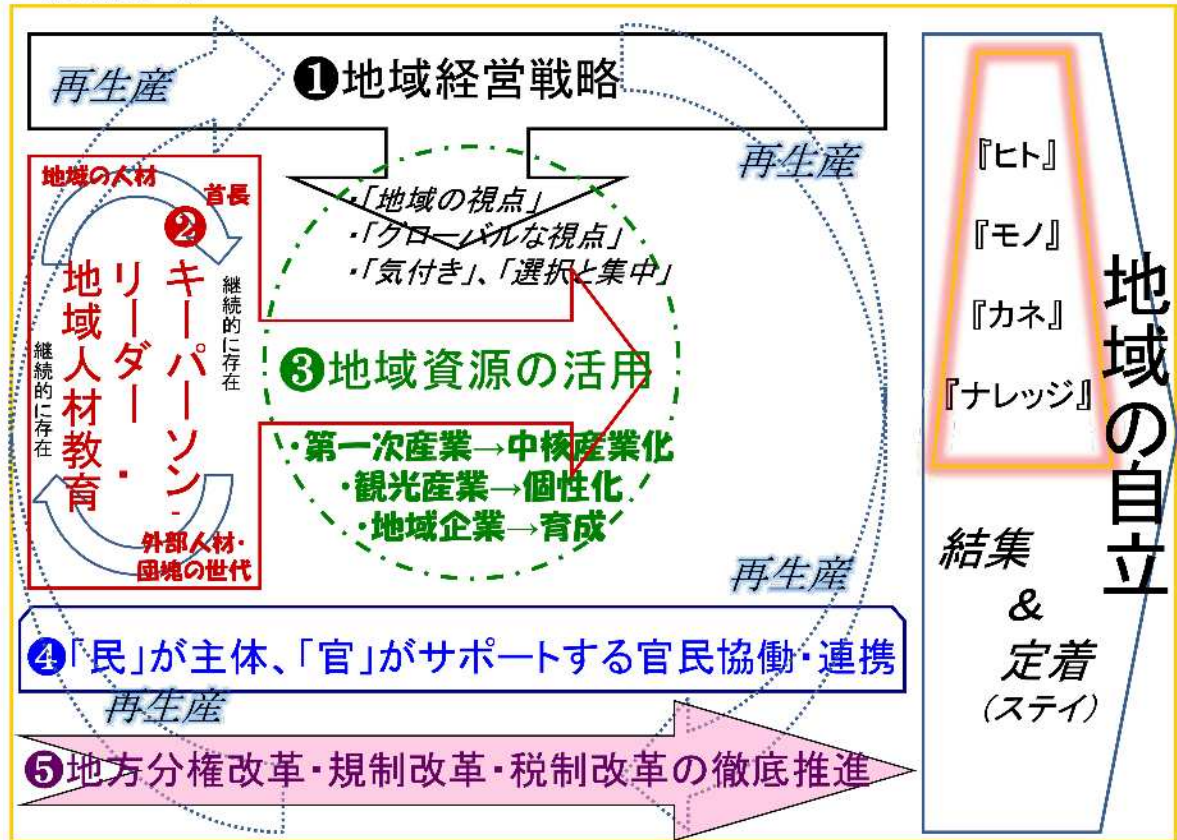 再生産
❶地域経営戦略
再生産
地域の人材
首長
・「地域の視点」
・「グローバルな視点」
・「気付き」、「選択と集中」
❷キーパーソン・
リーダー・
地域人材教育
継続的に存在
継続的に存在
外部人材・
団塊の世代
❸地域資源の活用
・第一次産業→中核産業化
・観光産業→個性化
・地域企業→育成
再生産
❹「民」が主体、「官」がサポートする官民協働・連携
再生産
❺地方分権改革・規制改革・税制改革の徹底推進
『ヒト』
『モノ』
『カネ』
『ナレッジ』
結集
&
定着
(ステイ)
地域の自立